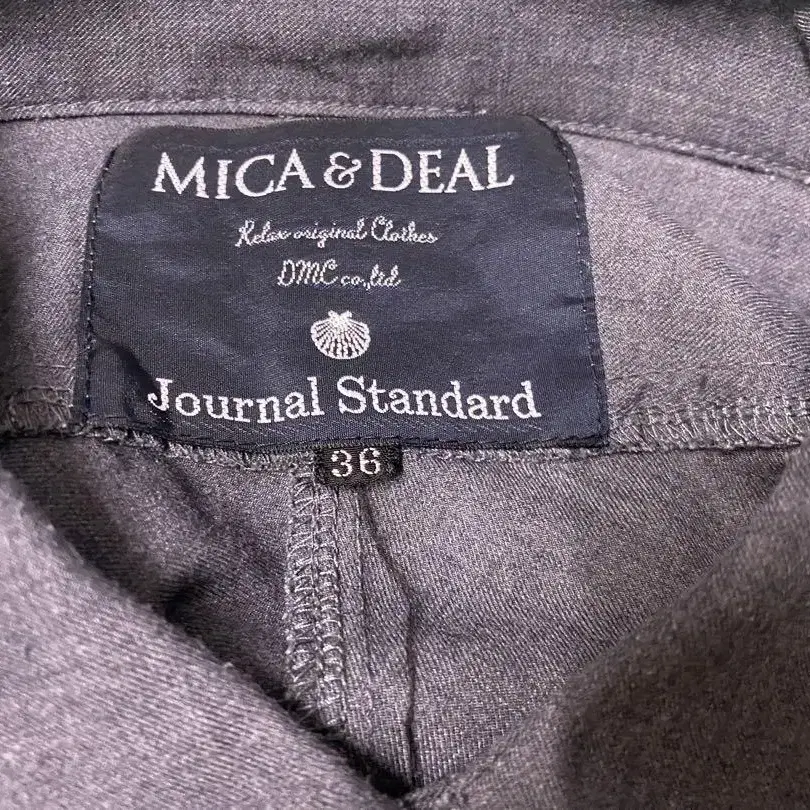 MICA & DEAL
Relax original Clothes
DMC co.,ltd
Journal Standard
36